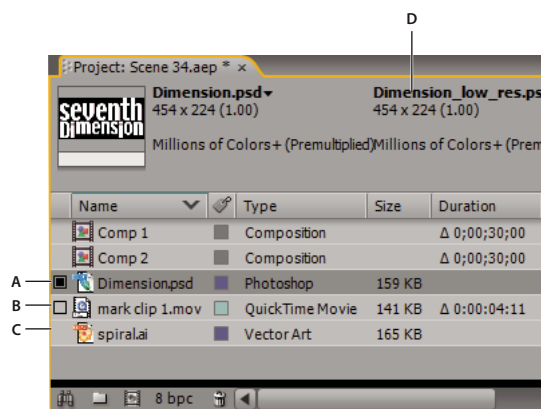 D
Project: Scene 34.aep * ×
seventh
Dimension
Dimension.psd
454 x 224 (1.00)
Millions of Colors+ (Premultiplied)
Dimension_low_res.ps
454 x 224 (1.00)
Millions of Colors+ (Prem
Name Type Size Duration
Comp 1 Composition Δ 0;00;30;00
Comp 2 Composition Δ 0;00;30;00
A Dimension.psd Photoshop 159 KB
B mark clip 1.mov QuickTime Movie 141 KB Δ 0:00:04:11
C spiral.ai Vector Art 165 KB
8 bpc